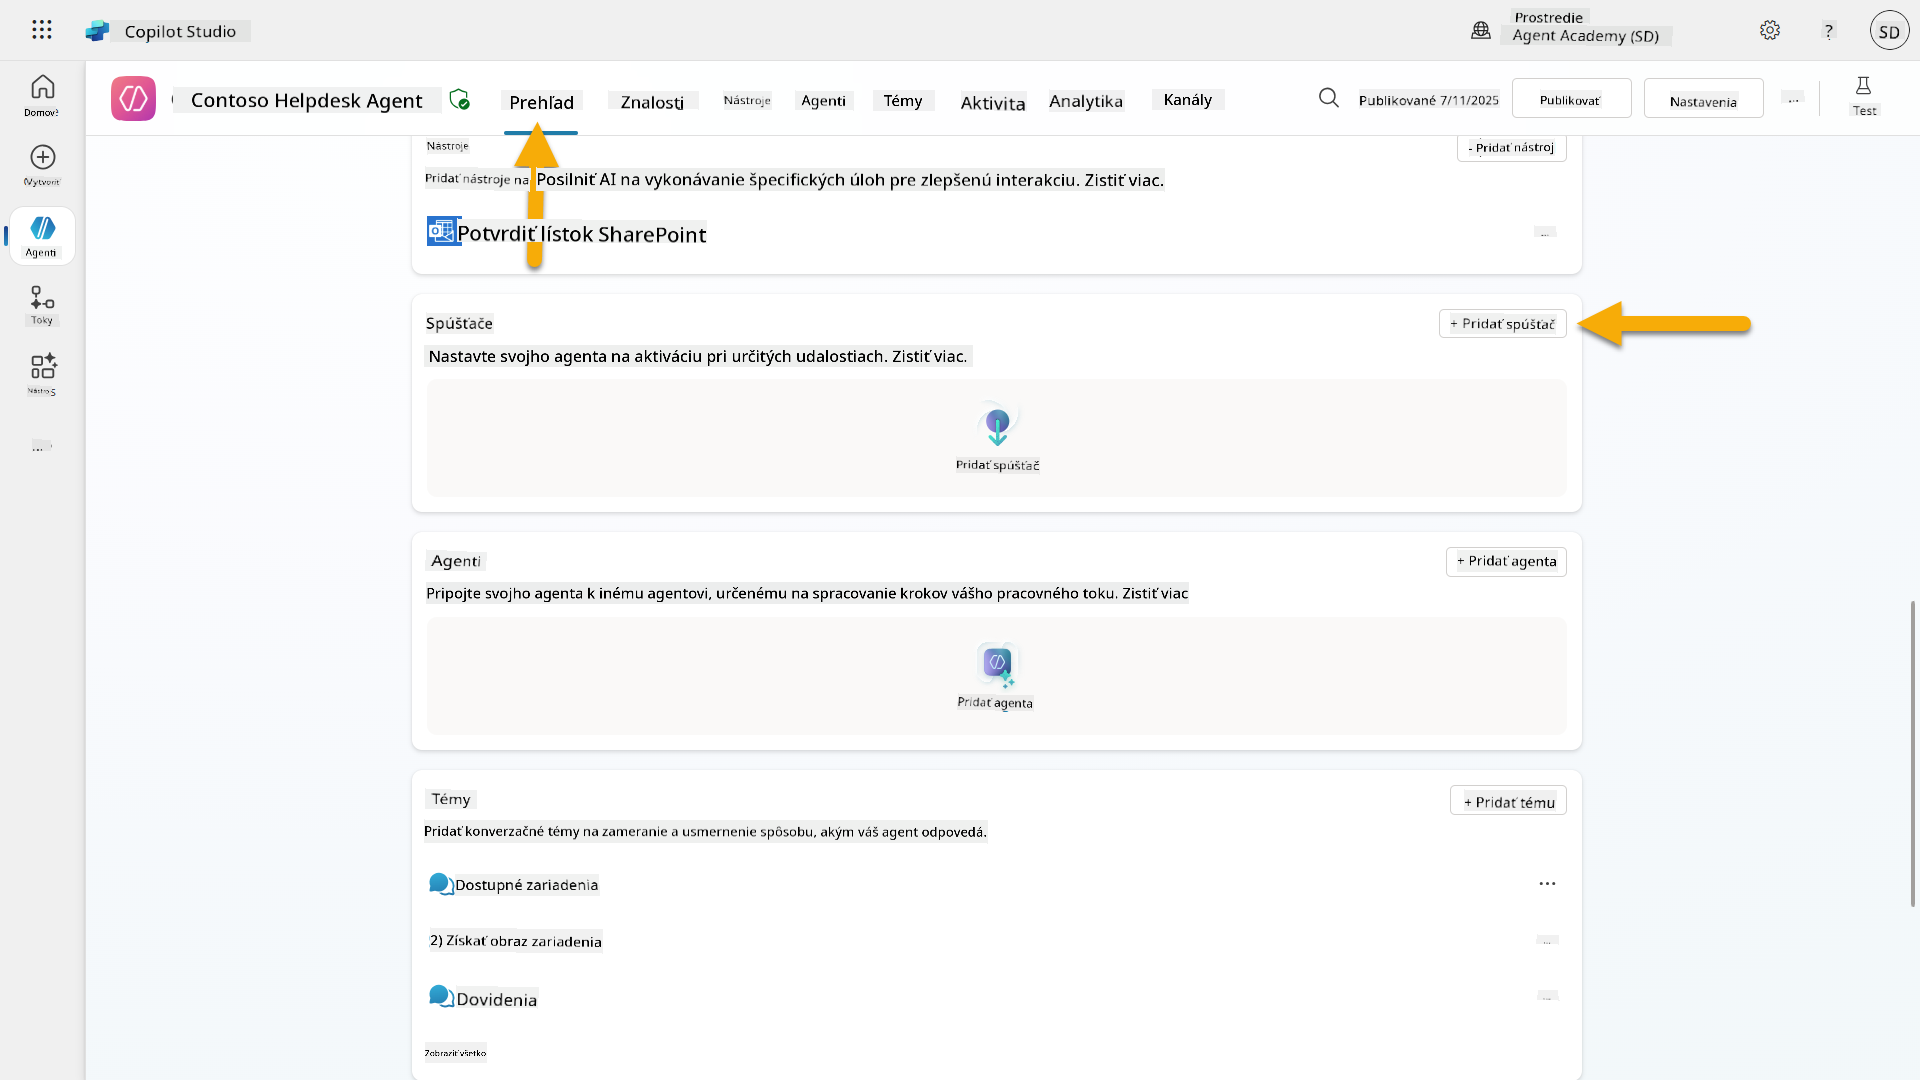 Copilot Studio
Prostredie
Agent Academy (SD)
?
SD
Domov
Vytvoriť
Agenti
Toky
...
Contoso Helpdesk Agent
Prehľad
Znalosti
Nástroje
Agenti
Témy
Aktivita
Analytika
Kanály
Publikované 7/11/2025
Publikovať
Nastavenia
...
Test
Nástroje
- Pridať nástroj
Pridať nástroje na Posilniť AI na vykonávanie špecifických úloh pre zlepšenú interakciu. Zistiť viac.
Potvrdiť lístok SharePoint
...
Spúšťače
+ Pridať spúšťač
Nastavte svojho agenta na aktiváciu pri určitých udalostiach. Zistiť viac.
Pridať spúšťač
Agenti
+ Pridať agenta
Pripojte svojho agenta k inému agentovi, určenému na spracovanie krokov vášho pracovného toku. Zistiť viac
Pridať agenta
Témy
+ Pridať tému
Pridať konverzačné témy na zameranie a usmernenie spôsobu, akým váš agent odpovedá.
Dostupné zariadenia
...
2) Získať obraz zariadenia
...
Dovidenia
...
Zobraziť všetko